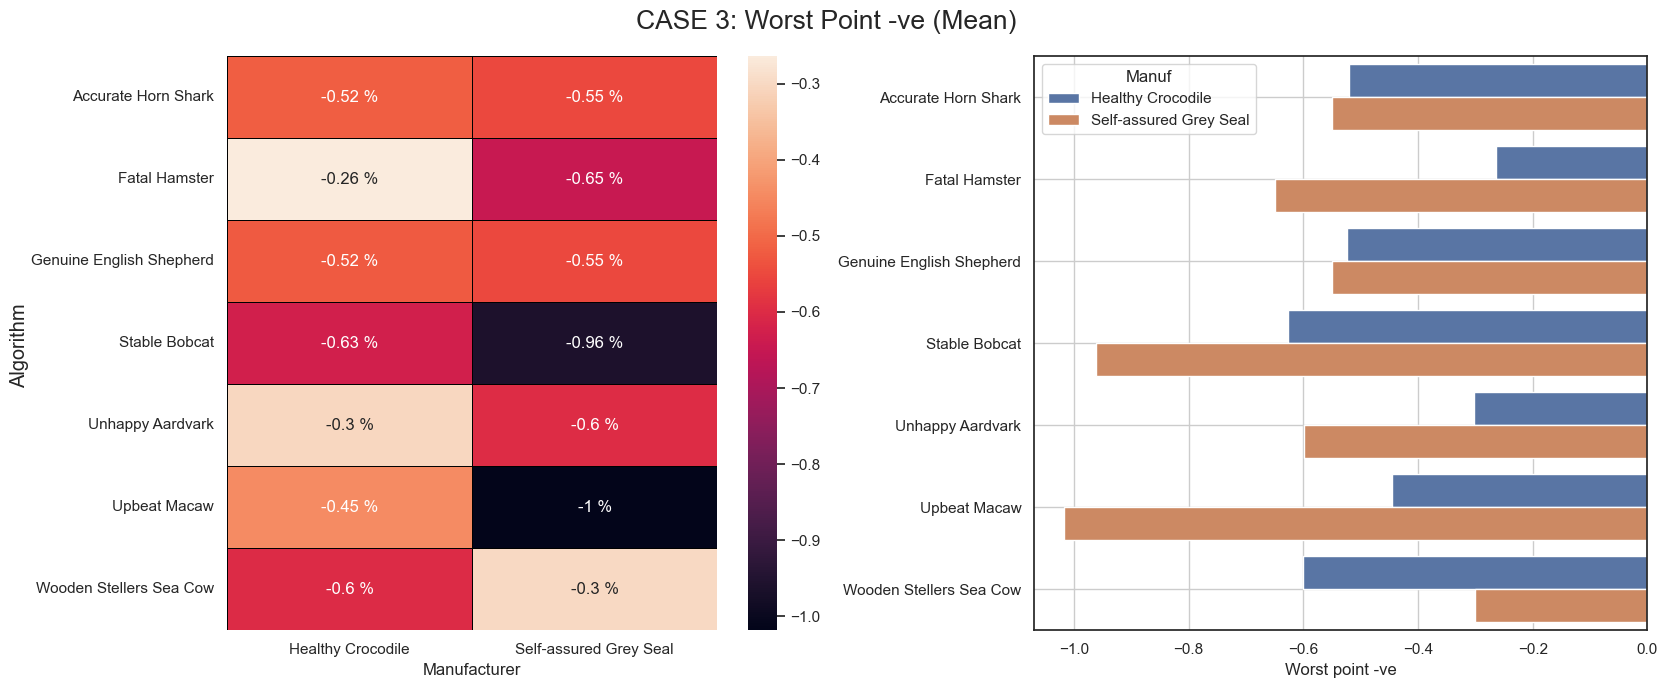 CASE 3: Worst Point -ve (Mean)
Algorithm
Accurate Horn Shark
-0.52 %
-0.55 %
Fatal Hamster
-0.26 %
-0.65 %
Genuine English Shepherd
-0.52 %
-0.55 %
Stable Bobcat
-0.63 %
-0.96 %
Unhappy Aardvark
-0.3 %
-0.6 %
Upbeat Macaw
-0.45 %
-1 %
Wooden Stellers Sea Cow
-0.6 %
-0.3 %
Healthy Crocodile
Self-assured Grey Seal
Manufacturer
−0.3
−0.4
−0.5
−0.6
−0.7
−0.8
−0.9
−1.0
Manuf
Healthy Crocodile
Self-assured Grey Seal
Accurate Horn Shark
Fatal Hamster
Genuine English Shepherd
Stable Bobcat
Unhappy Aardvark
Upbeat Macaw
Wooden Stellers Sea Cow
−1.0
−0.8
−0.6
−0.4
−0.2
0.0
Worst point -ve